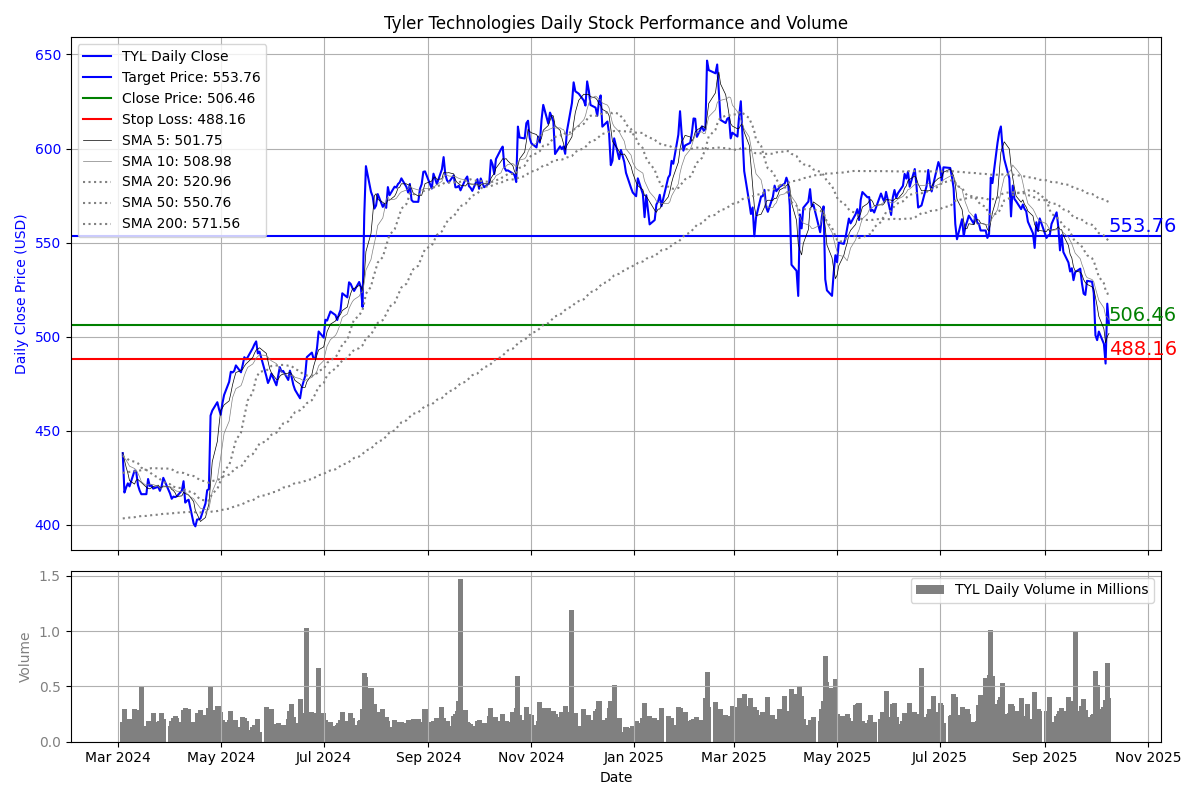 Tyler Technologies Daily Stock Performance and Volume
TYL Daily Close
Target Price: 553.76
Close Price: 506.46
Stop Loss: 488.16
SMA 5: 501.75
SMA 10: 508.98
SMA 20: 520.96
SMA 50: 550.76
SMA 200: 571.56
Daily Close Price (USD)
650
600
550
500
450
400
553.76
506.46
488.16
TYL Daily Volume in Millions
Volume
1.5
1.0
0.5
0.0
Mar 2024 May 2024 Jul 2024 Sep 2024 Nov 2024 Jan 2025 Mar 2025 May 2025 Jul 2025 Sep 2025 Nov 2025
Date